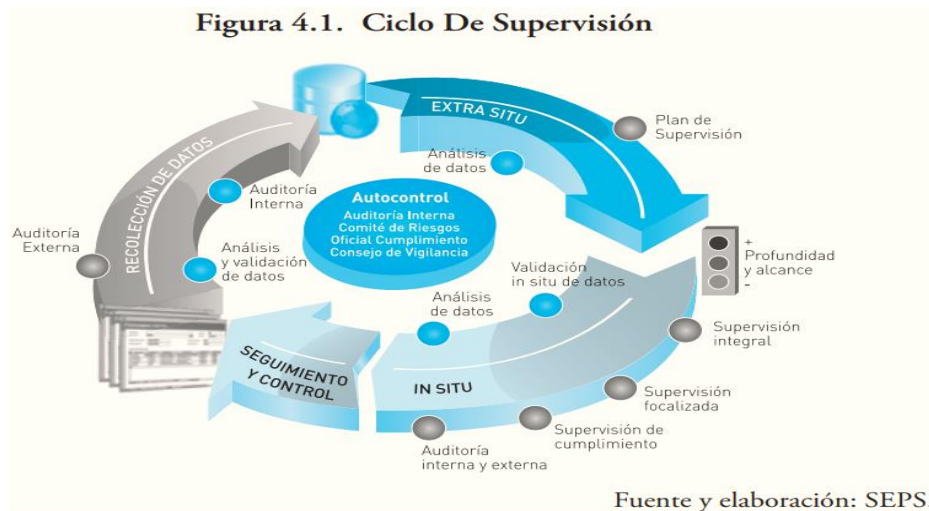 Figura 4.1. Ciclo De Supervisión
EXTRA SITU
Plan de
Supervisión
Análisis
de datos
RECOLECCIÓN DE DATOS
Auditoría
Interna
Auditoría
Externa
Análisis
y validación
de datos
Autocontrol
Auditoría Interna
Comité de Riesgos
Oficial Cumplimiento
Consejo de Vigilancia
+
Profundidad
y alcance
-
Validación
in situ de datos
Análisis
de datos
Supervisión
integral
SEGUIMIENTO
Y CONTROL
IN SITU
Supervisión
focalizada
Supervisión de
cumplimiento
Auditoría
interna y externa
Fuente y elaboración: SEPS